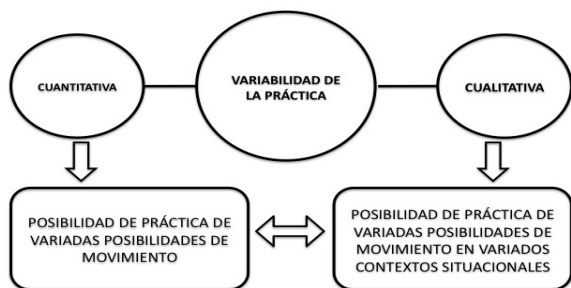 CUANTITATIVA
VARIABILIDAD DE
LA PRÁCTICA
CUALITATIVA
POSIBILIDAD DE PRÁCTICA DE
VARIADAS POSIBILIDADES DE
MOVIMIENTO
POSIBILIDAD DE PRÁCTICA DE
VARIADAS POSIBILIDADES DE
MOVIMIENTO EN VARIADOS
CONTEXTOS SITUACIONALES